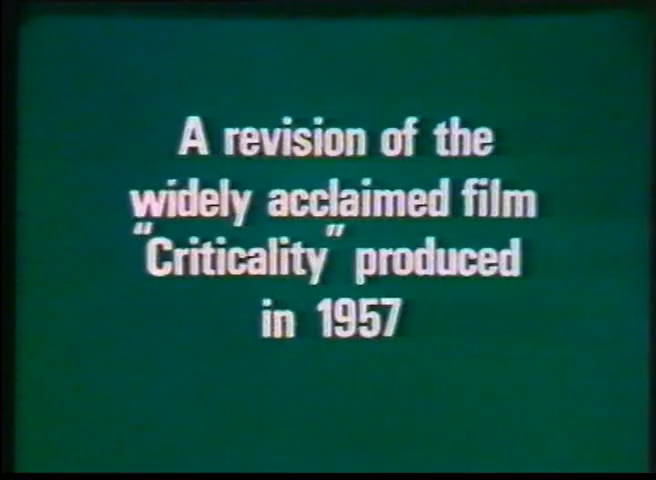 A revision of the
widely acclaimed film
"Criticality" produced
in 1957